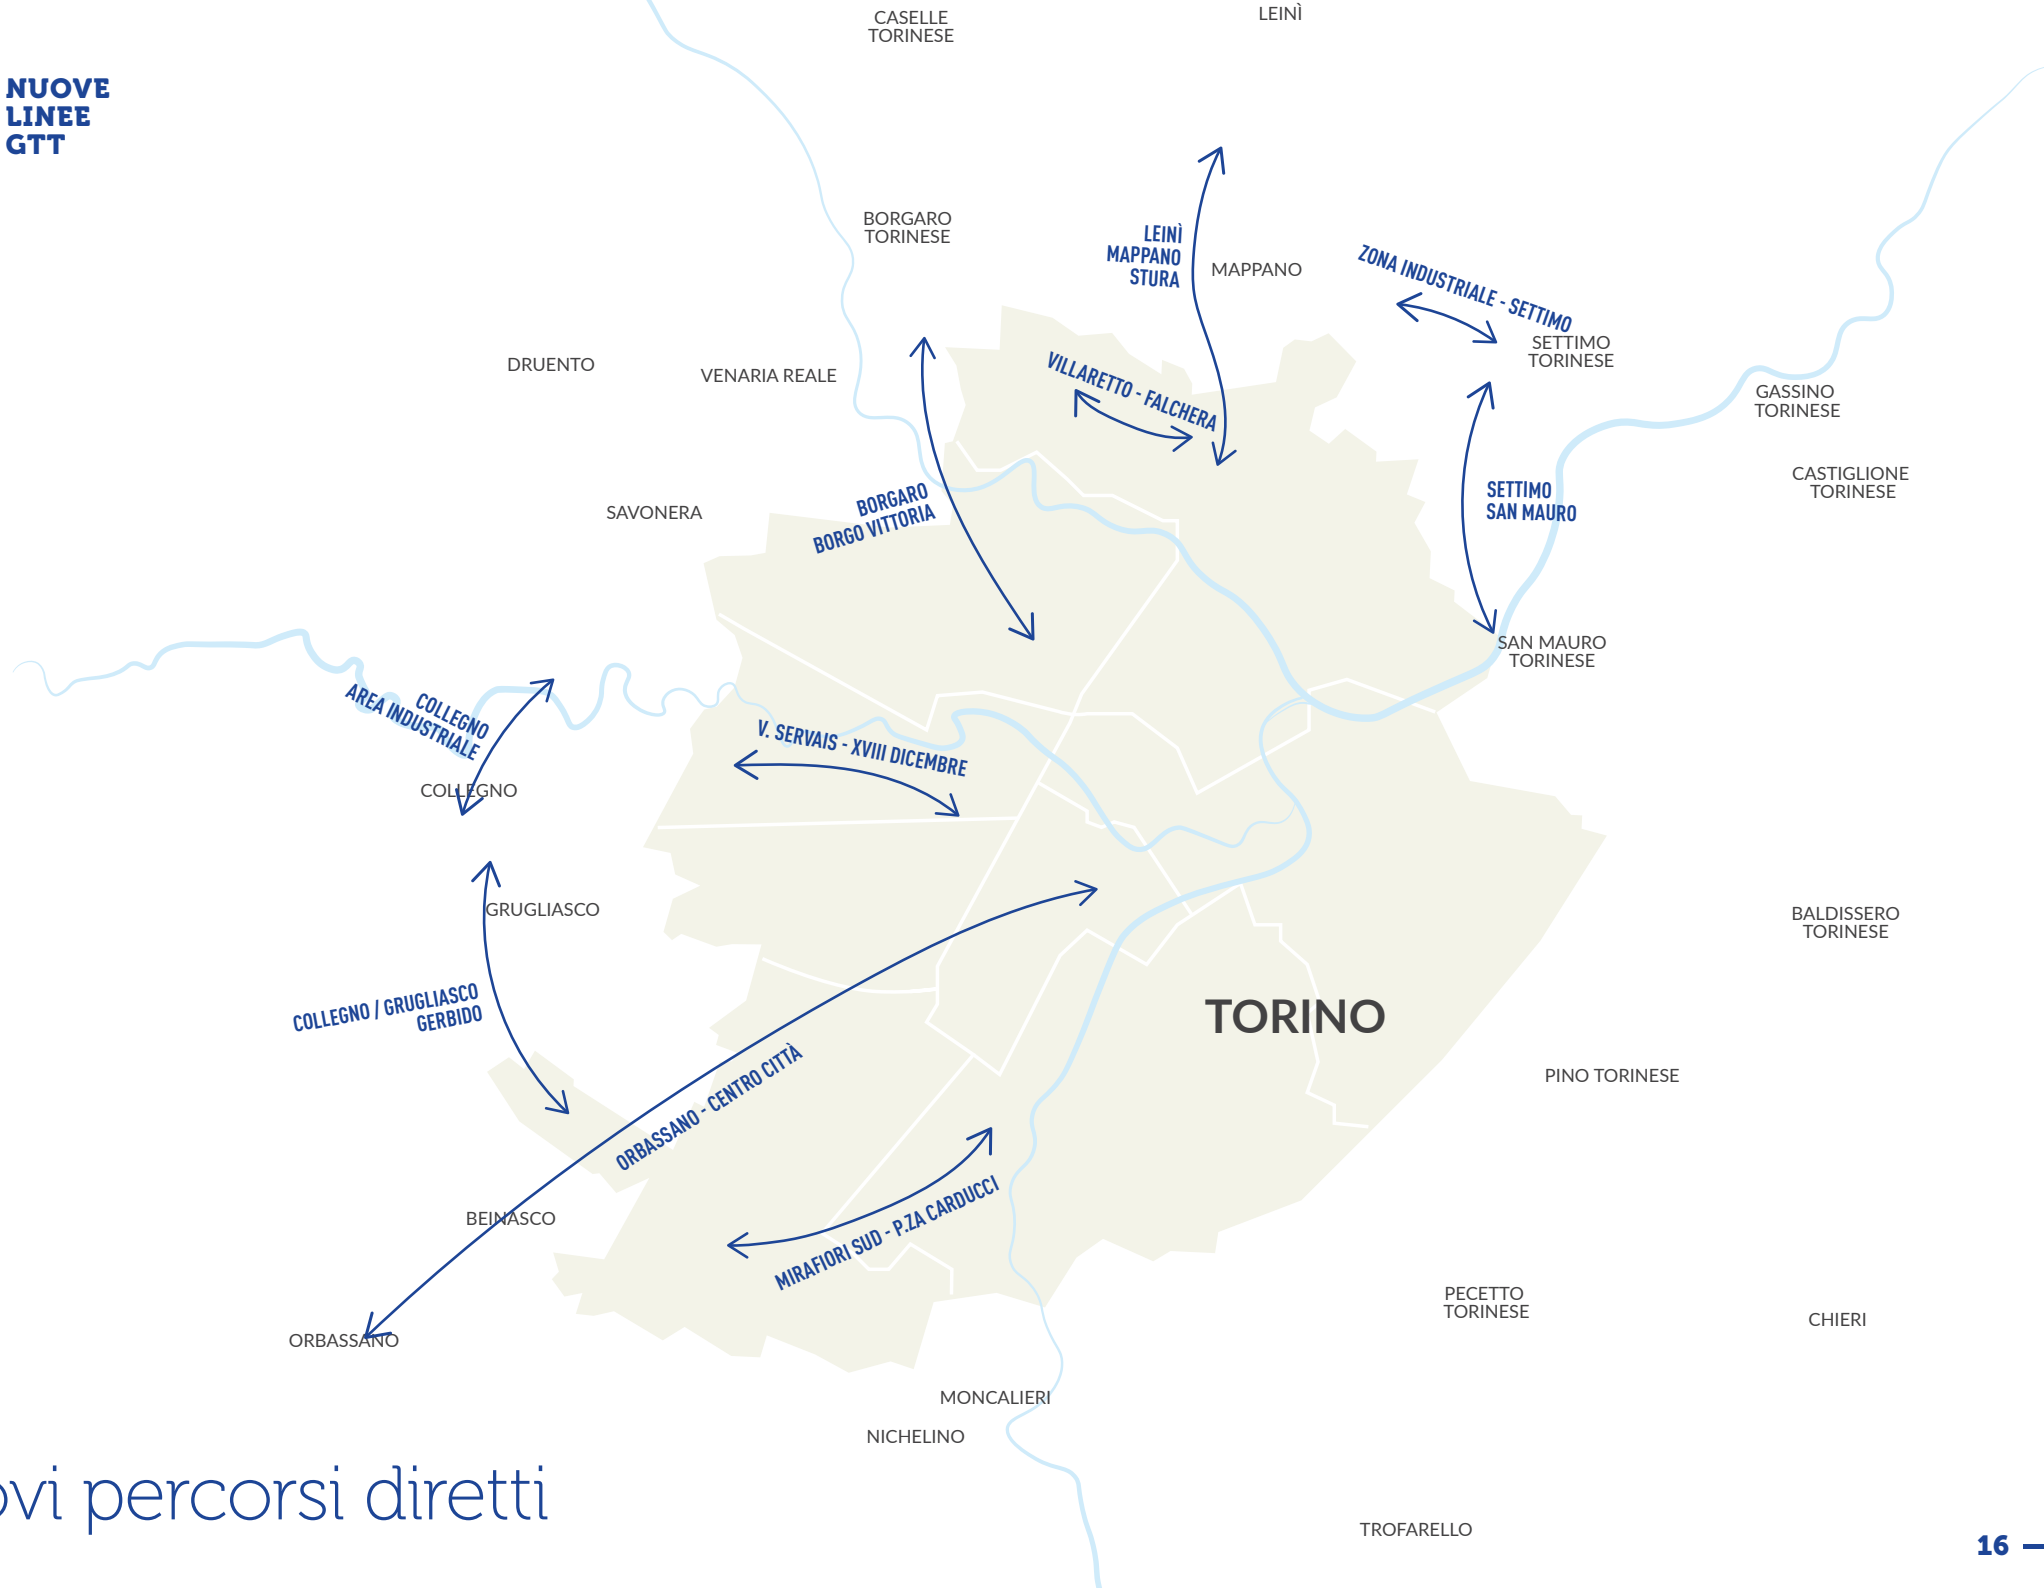 NUOVE
LINEE
GTT
CASELLE
TORINESE
LEINÌ
BORGARO
TORINESE
LEINÌ
MAPPANO
STURA
MAPPANO
ZONA INDUSTRIALE - SETTIMO
SETTIMO
TORINESE
DRUENTO
VENARIA REALE
VILLARETTO - FALCHERA
GASSINO
TORINESE
CASTIGLIONE
TORINESE
SAVONERA
BORGARO
BORGO VITTORIA
SETTIMO
SAN MAURO
SAN MAURO
TORINESE
COLLEGNO
AREA INDUSTRIALE
V. SERVAIS - XVIII DICEMBRE
COLLEGNO
GRUGLIASCO
BALDISSERO
TORINESE
COLLEGNO / GRUGLIASCO
GERBIDO
TORINO
ORBASSANO - CENTRO CITTÀ
PINO TORINESE
BEINASCO
MIRAFIORI SUD - P.ZA CARDUCCI
PECETTO
TORINESE
CHIERI
ORBASSANO
MONCALIERI
NICHELINO
percorsi diretti
TROFARELLO
16